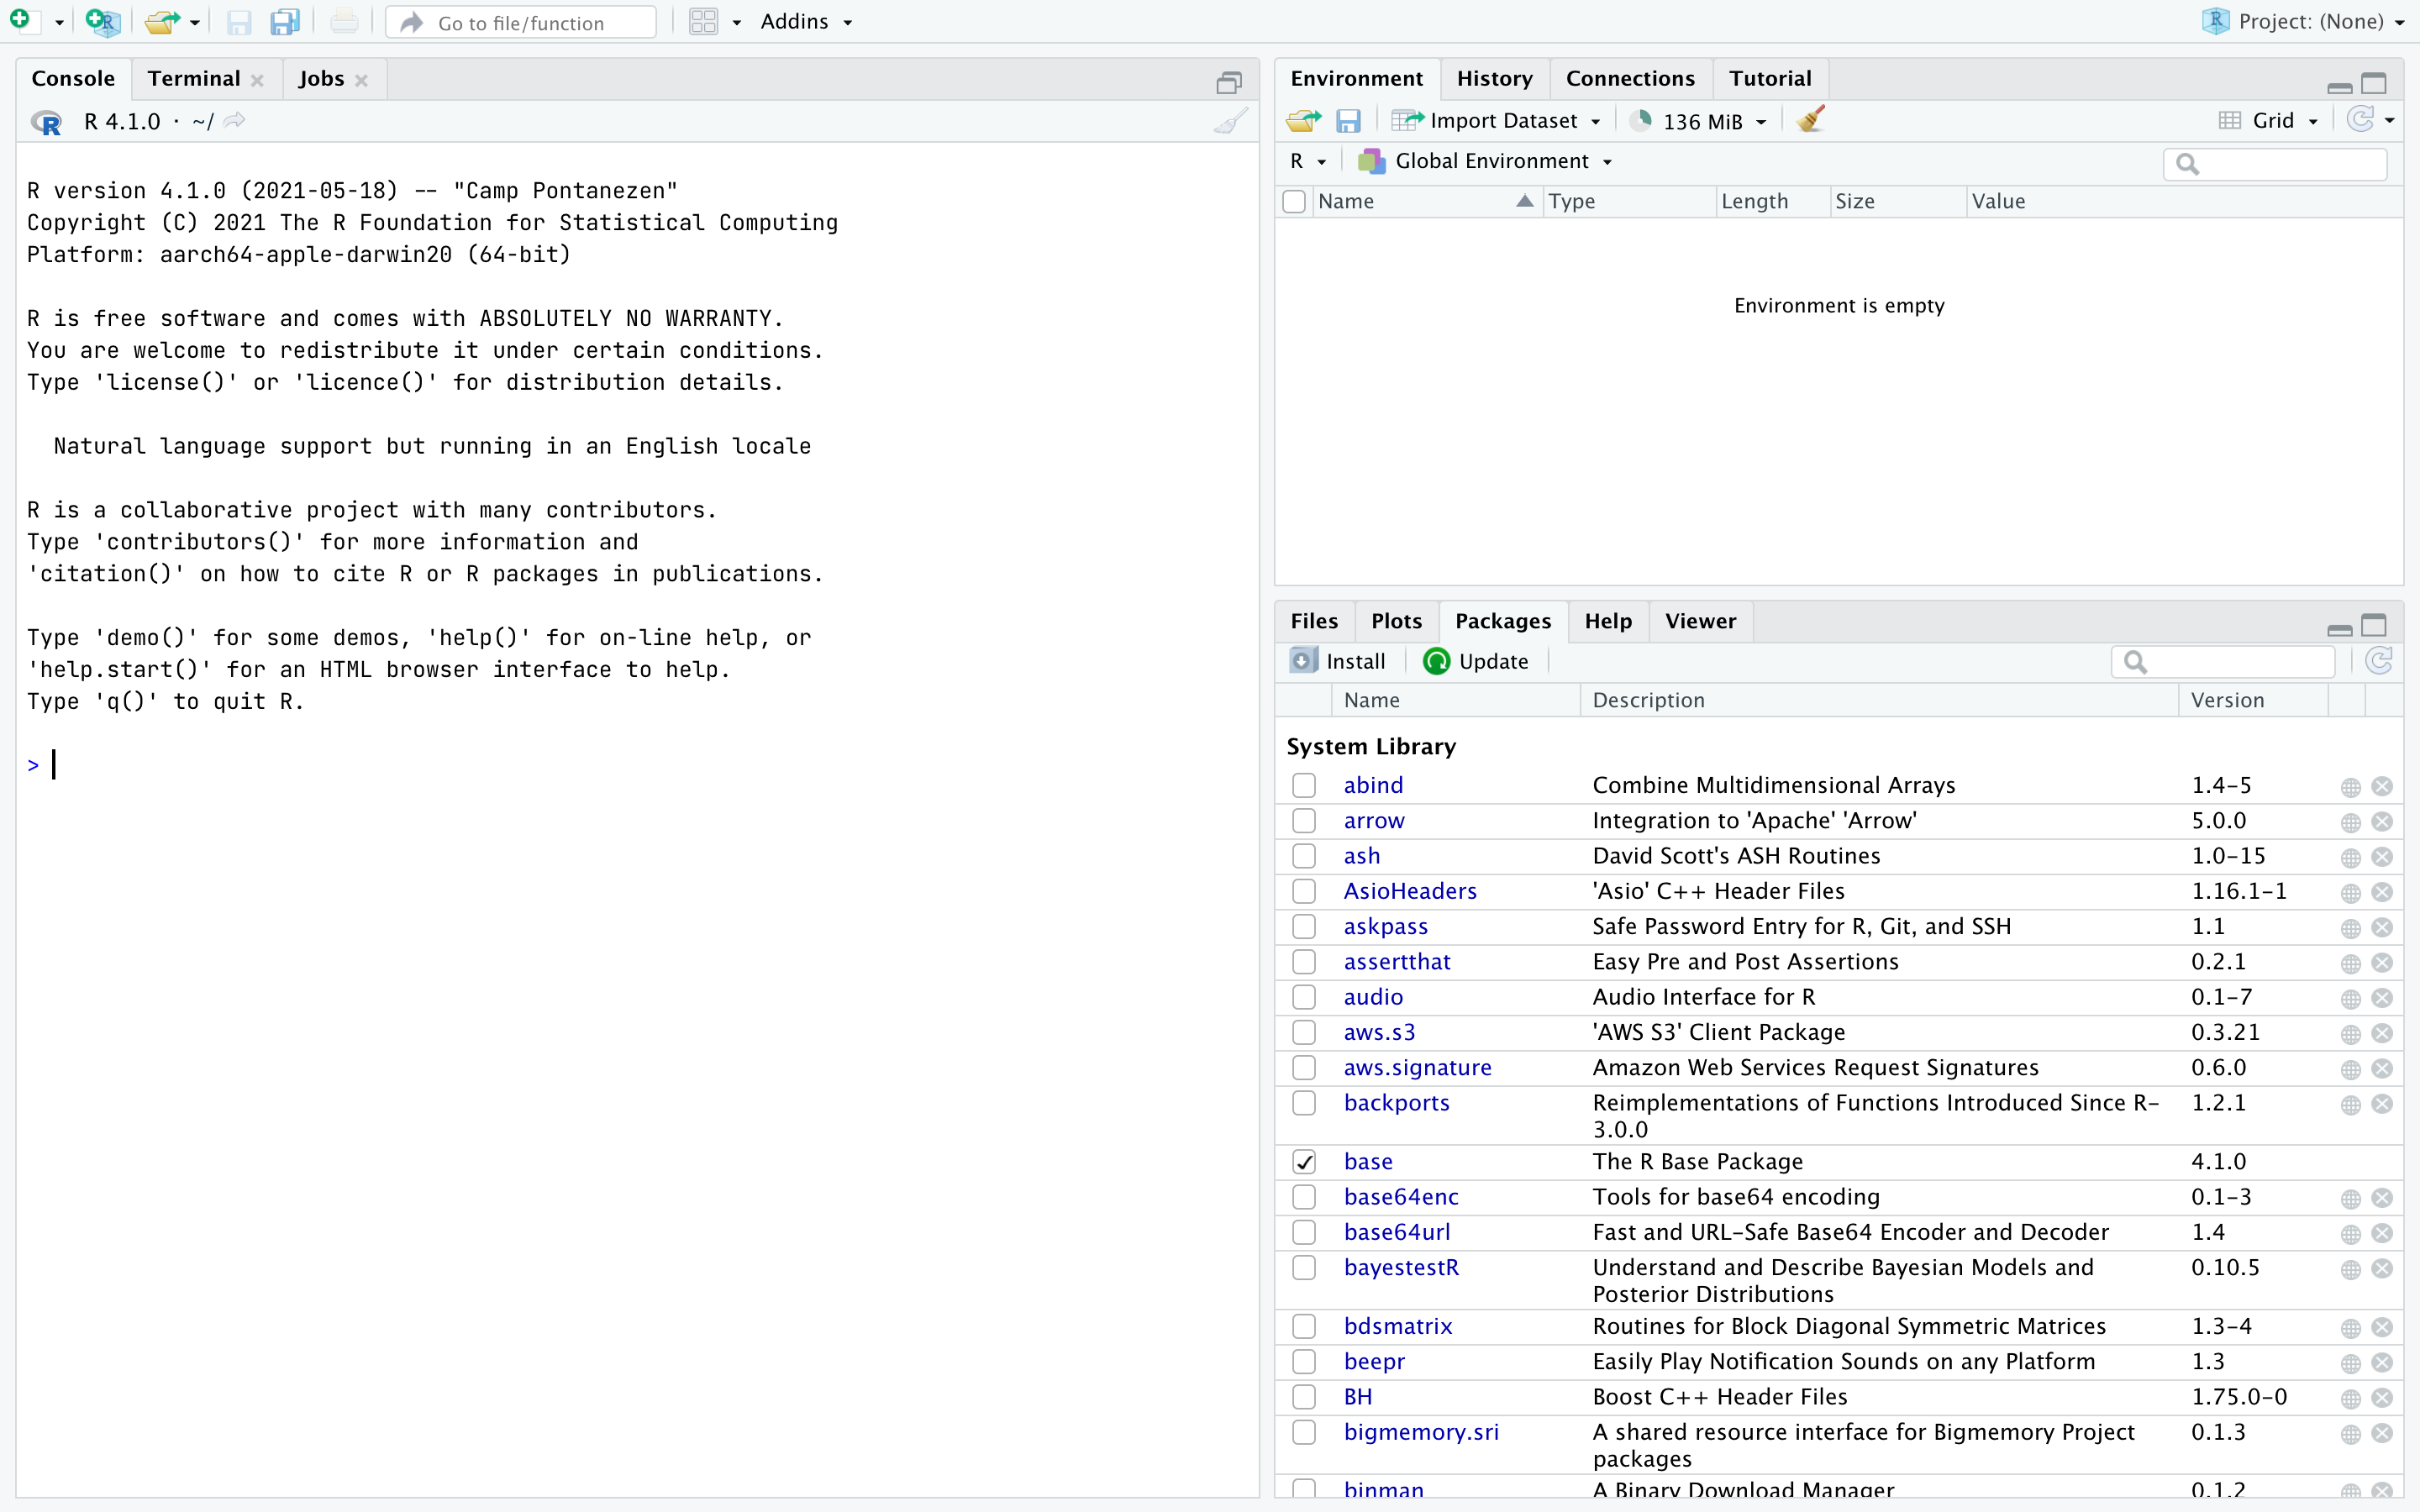 Go to file/function
Addins
Project: (None)
Console Terminal Jobs
R 4.1.0 · ~/
R version 4.1.0 (2021-05-18) -- "Camp Pontanezen"
Copyright (C) 2021 The R Foundation for Statistical Computing
Platform: aarch64-apple-darwin20 (64-bit)
R is free software and comes with ABSOLUTELY NO WARRANTY.
You are welcome to redistribute it under certain conditions.
Type 'license()' or 'licence()' for distribution details.
Natural language support but running in an English locale
R is a collaborative project with many contributors.
Type 'contributors()' for more information and
'citation()' on how to cite R or R packages in publications.
Type 'demo()' for some demos, 'help()' for on-line help, or
'help.start()' for an HTML browser interface to help.
Type 'q()' to quit R.
>
Environment History Connections Tutorial
Import Dataset 136 MiB Grid
R Global Environment
Name Type Length Size Value
Environment is empty
Files Plots Packages Help Viewer
Install Update
Name Description Version
System Library
abind Combine Multidimensional Arrays 1.4-5
arrow Integration to 'Apache' 'Arrow' 5.0.0
ash David Scott's ASH Routines 1.0-15
AsioHeaders 'Asio' C++ Header Files 1.16.1-1
askpass Safe Password Entry for R, Git, and SSH 1.1
assertthat Easy Pre and Post Assertions 0.2.1
audio Audio Interface for R 0.1-7
aws.s3 'AWS S3' Client Package 0.3.21
aws.signature Amazon Web Services Request Signatures 0.6.0
backports Reimplementations of Functions Introduced Since R- 1.2.1
3.0.0
base The R Base Package 4.1.0
base64enc Tools for base64 encoding 0.1-3
base64url Fast and URL-Safe Base64 Encoder and Decoder 1.4
bayestestR Understand and Describe Bayesian Models and 0.10.5
Posterior Distributions
bdsmatrix Routines for Block Diagonal Symmetric Matrices 1.3-4
beepr Easily Play Notification Sounds on any Platform 1.3
BH Boost C++ Header Files 1.75.0-0
bigmemory.sri A shared resource interface for Bigmemory Project 0.1.3
packages
binman A Binary Download Manager 0.1.2